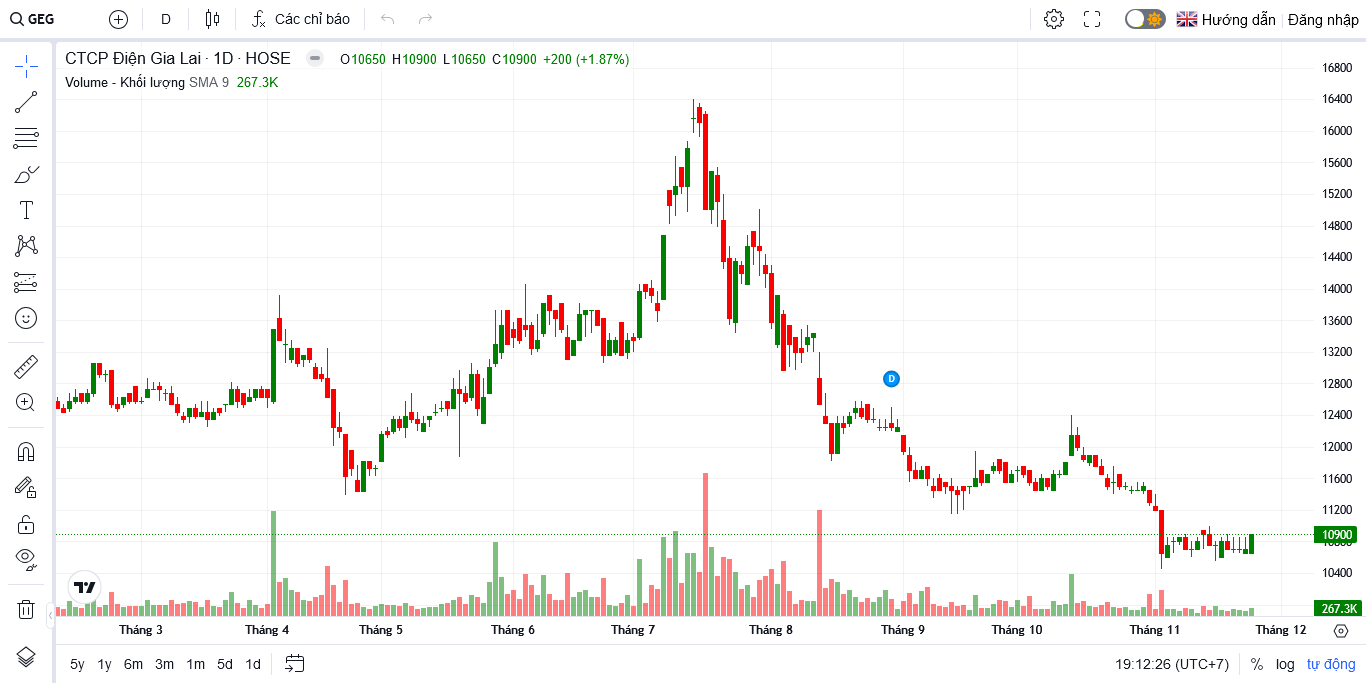 GEG D Các chỉ báo Hướng dẫn Đăng nhập
CTCP Điện Gia Lai · 1D · HOSE O10650 H10900 L10650 C10900 +200 (+1.87%)
Volume - Khối lượng SMA 9 267.3K
16800
16400
16000
15600
15200
14800
14400
14000
13600
13200
12800
D
12400
12000
11600
11200
10900
10800
10400
267.3K
Tháng 3 Tháng 4 Tháng 5 Tháng 6 Tháng 7 Tháng 8 Tháng 9 Tháng 10 Tháng 11 Tháng 12
5y 1y 6m 3m 1m 5d 1d 19:12:26 (UTC+7) % log tự động